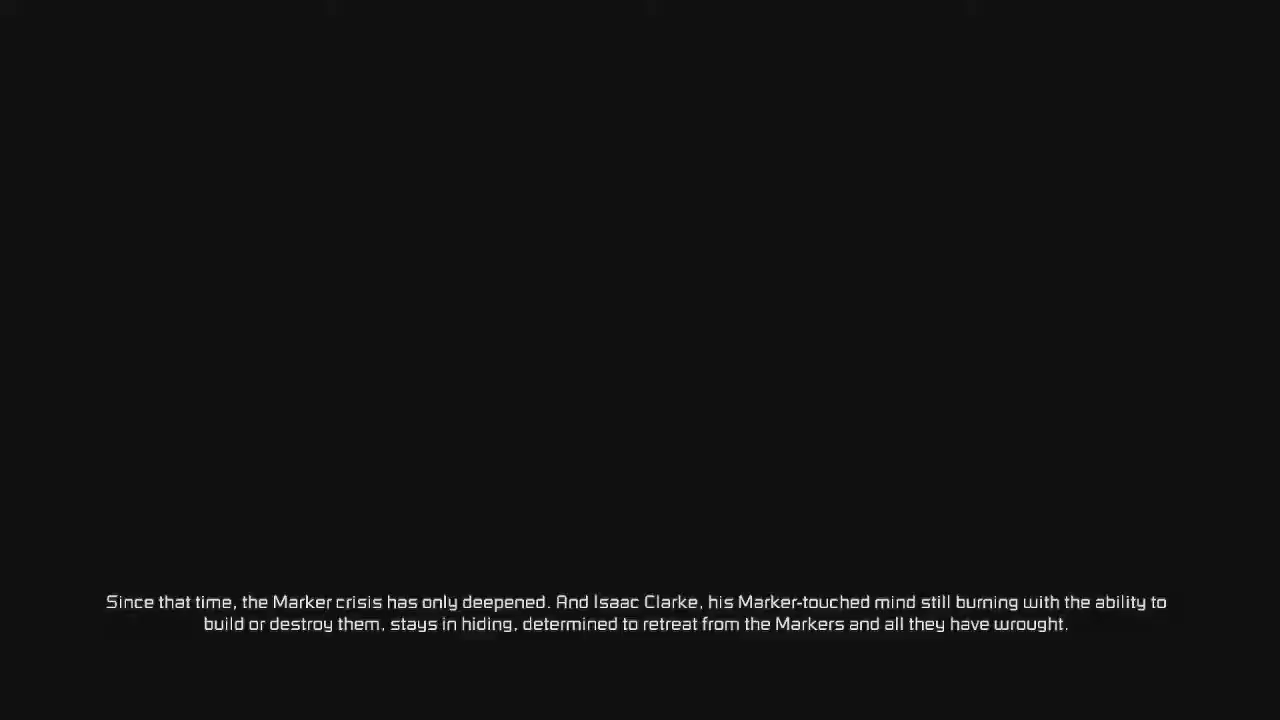 Since that time, the Marker crisis has only deepened. And Isaac Clarke, his Marker-touched mind still burning with the ability to
build or destroy them, stays in hiding, determined to retreat from the Markers and all they have wrought.